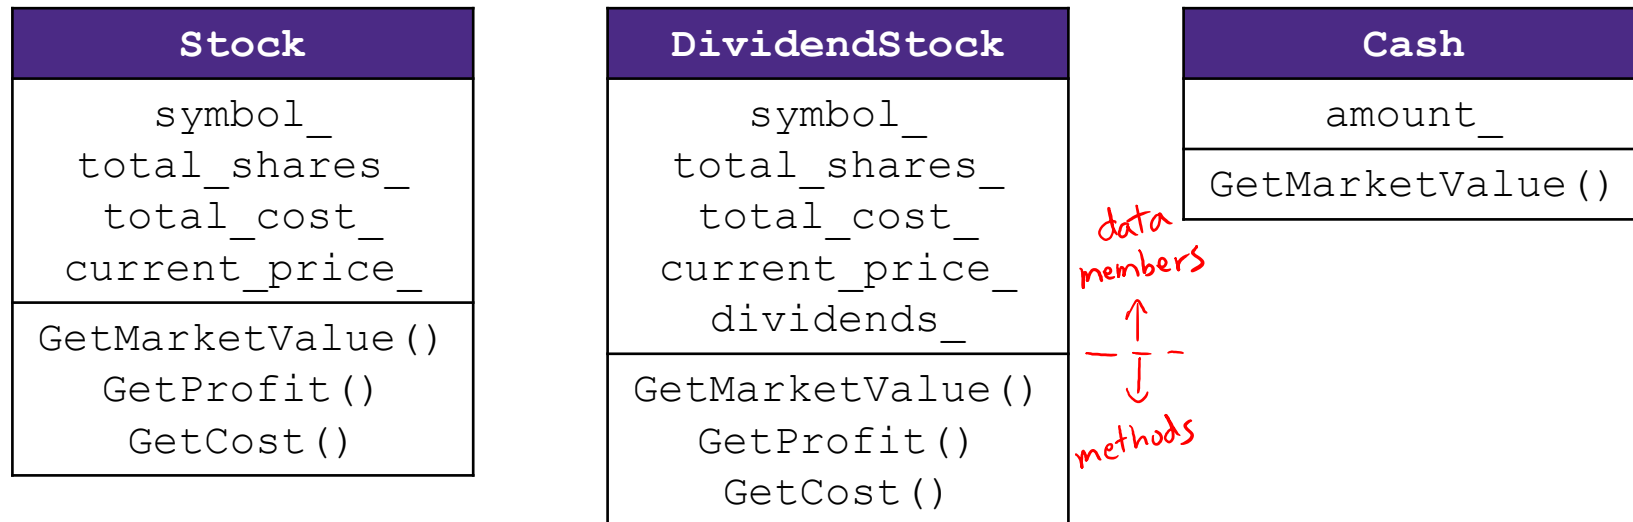 Stock
symbol_
total_shares_
total_cost_
current_price_
GetMarketValue()
GetProfit()
GetCost()
DividendStock
symbol_
total_shares_
total_cost_
current_price_
dividends_
GetMarketValue()
GetProfit()
GetCost()
data
members
methods
Cash
amount_
GetMarketValue()